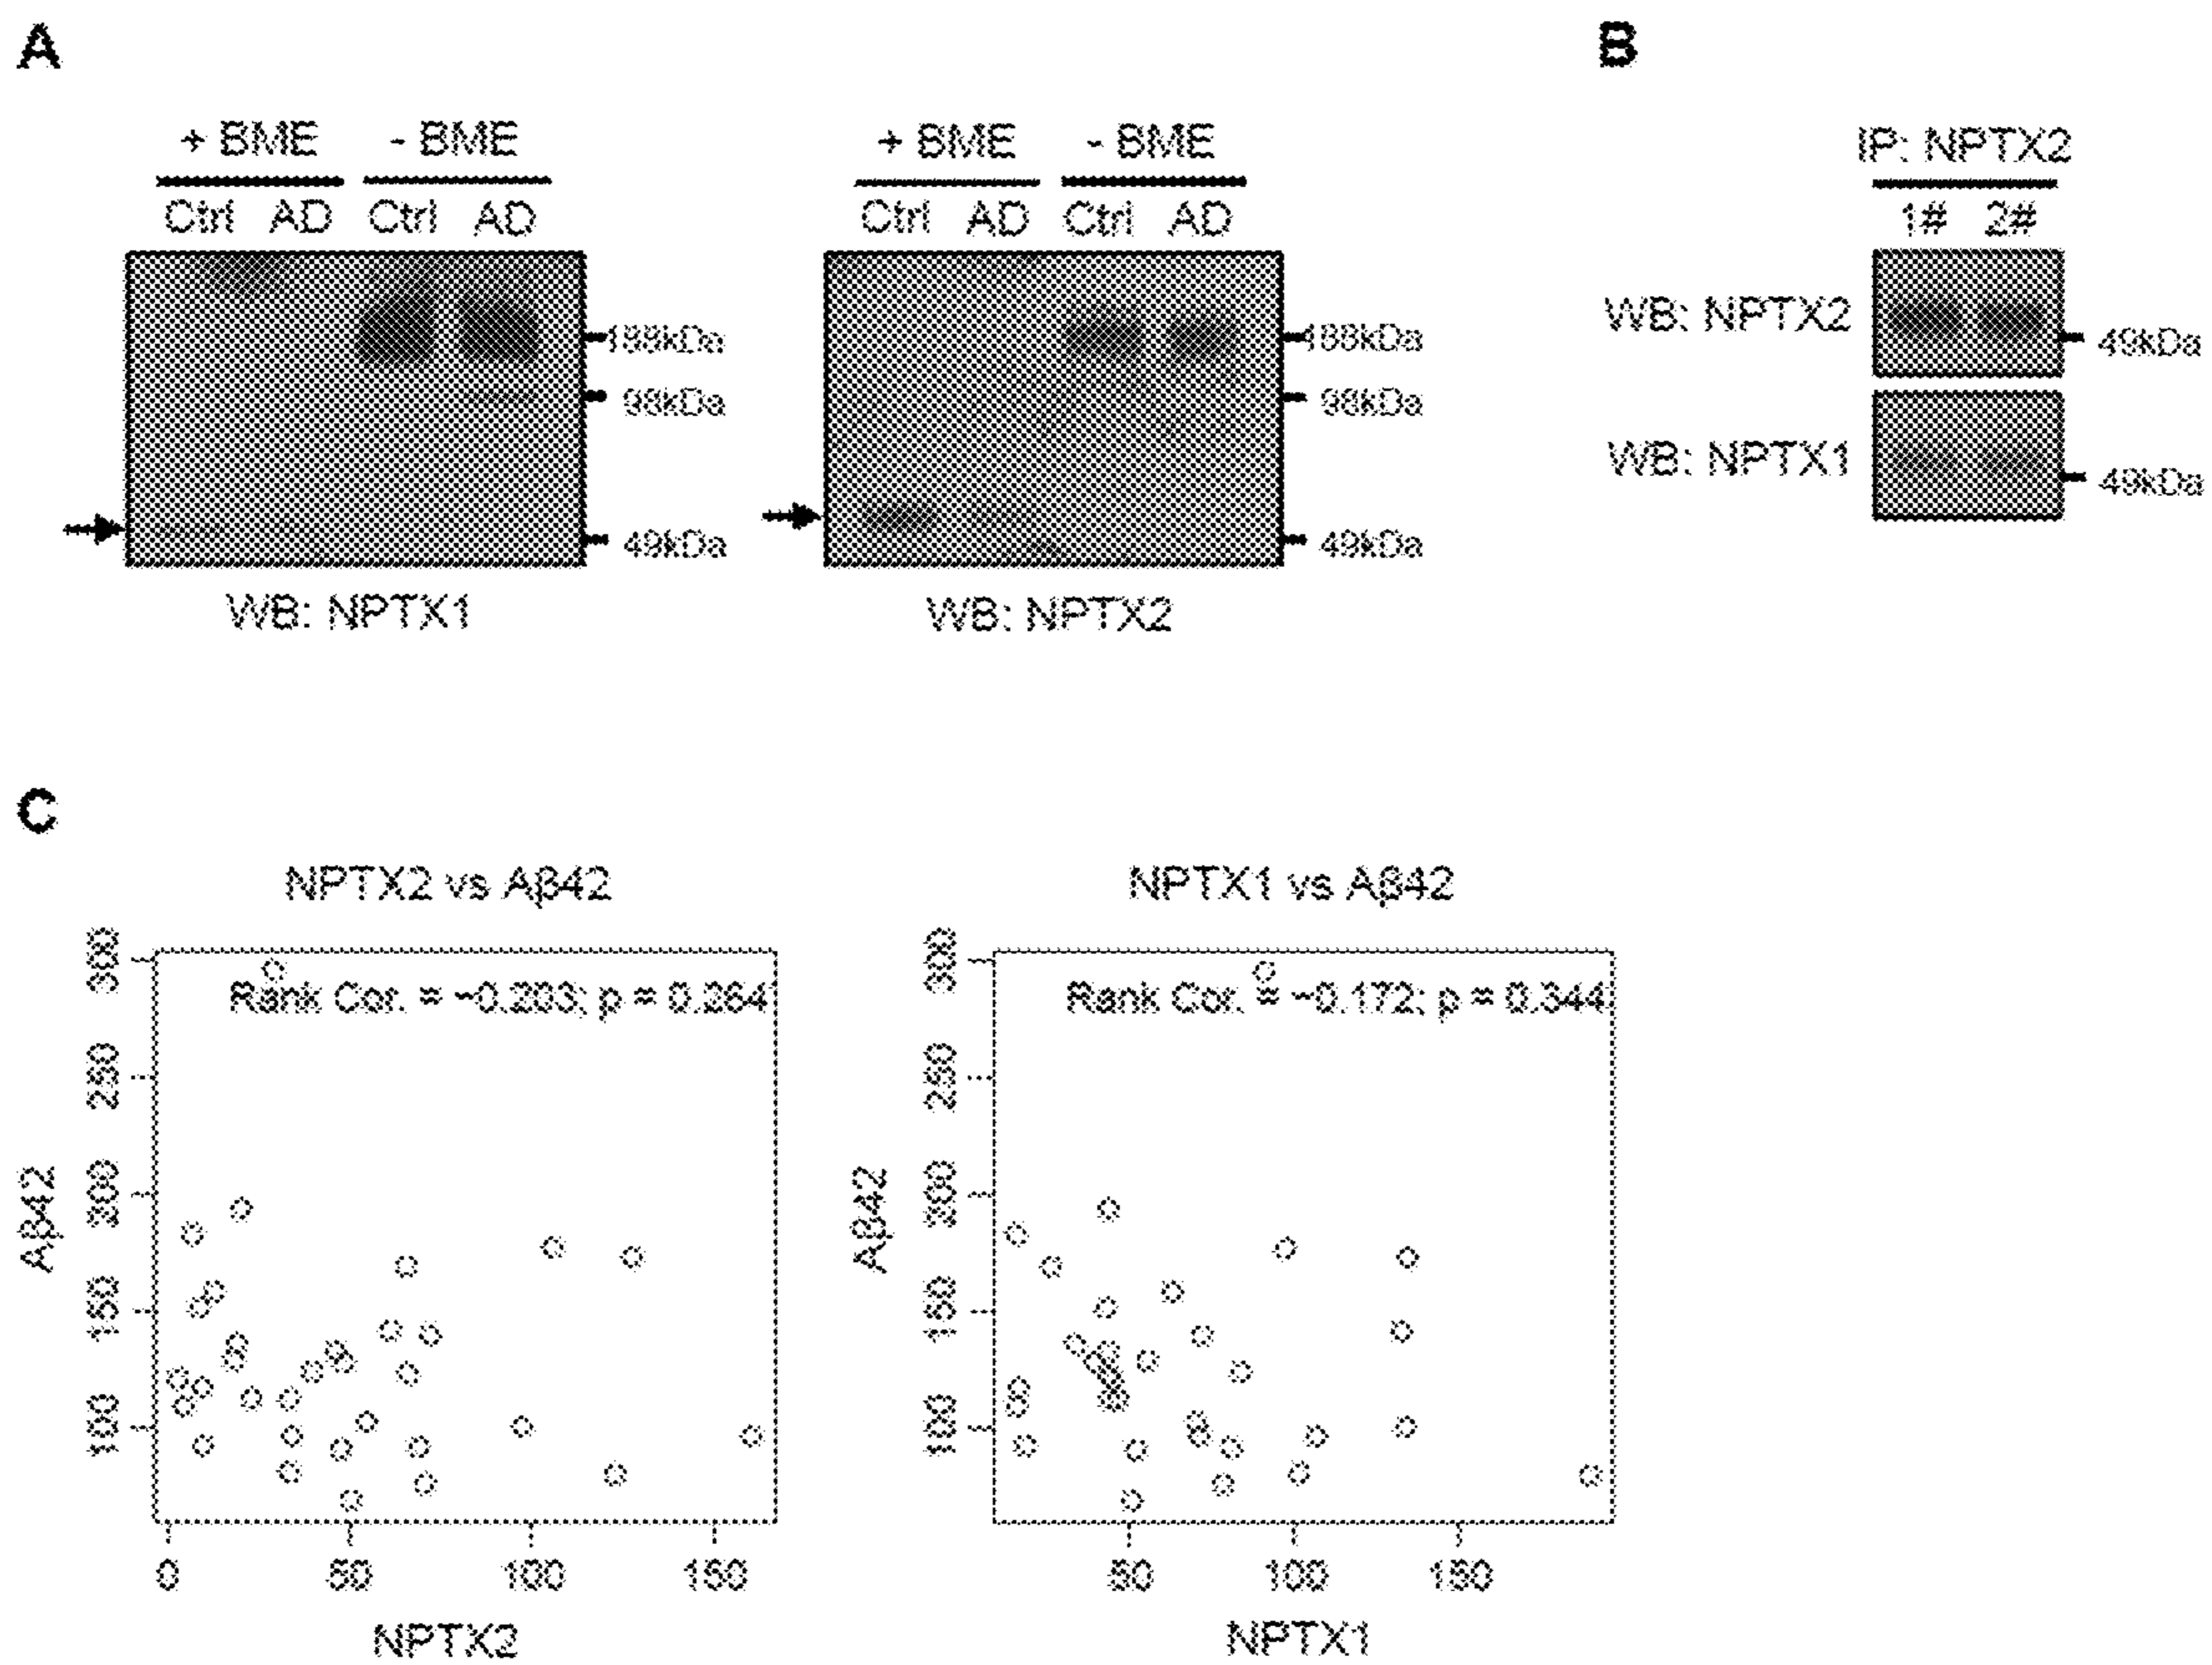 A
B
+ BME - BME
Ctrl AD Ctrl AD
188kDa
98kDa
49kDa
WB: NPTX1
+ BME - BME
Ctrl AD Ctrl AD
188kDa
98kDa
49kDa
WB: NPTX2
IP: NPTX2
1# 2#
WB: NPTX2
49kDa
WB: NPTX1
49kDa
C
NPTX2 vs Aβ42
Rank Cor. = -0.203; p = 0.264
Aβ42
300
250
200
150
100
0 50 100 150
NPTX2
NPTX1 vs Aβ42
Rank Cor. = -0.172; p = 0.344
Aβ42
300
250
200
150
100
50 100 150
NPTX1